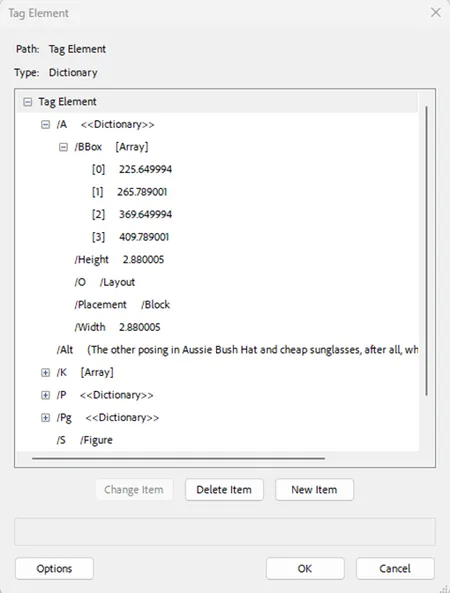 Tag Element
Path: Tag Element
Type: Dictionary
Tag Element
/A <<Dictionary>>
/BBox [Array]
[0] 225.649994
[1] 265.789001
[2] 369.649994
[3] 409.789001
/Height 2.880005
/O /Layout
/Placement /Block
/Width 2.880005
/Alt (The other posing in Aussie Bush Hat and cheap sunglasses, after all, wh
/K [Array]
/P <<Dictionary>>
/Pg <<Dictionary>>
/S /Figure
Change Item Delete Item New Item
Options OK Cancel